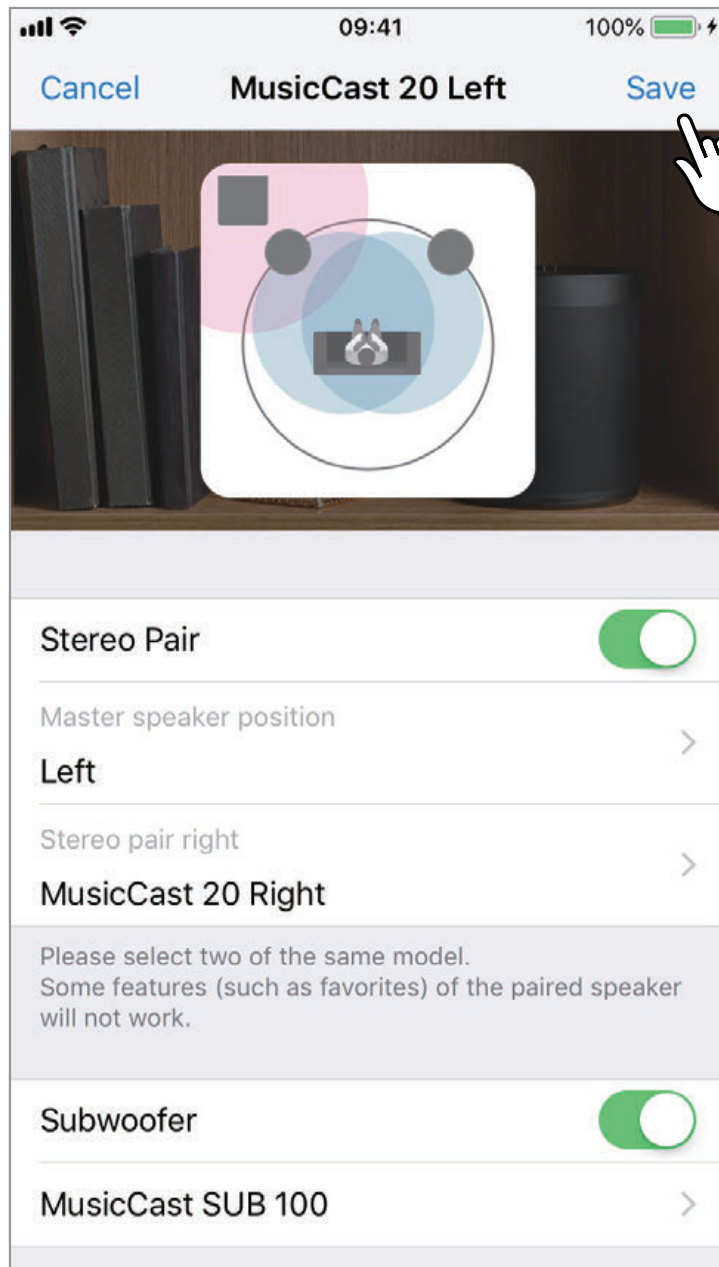 09:41
100%
Cancel
MusicCast 20 Left
Save
Stereo Pair
Master speaker position
Left
Stereo pair right
MusicCast 20 Right
Please select two of the same model.
Some features (such as favorites) of the paired speaker
will not work.
Subwoofer
MusicCast SUB 100